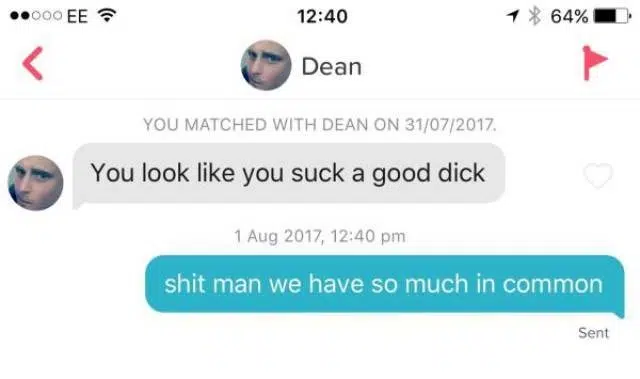 EE 12:40 64%
Dean
YOU MATCHED WITH DEAN ON 31/07/2017.
You look like you suck a good dick
1 Aug 2017, 12:40 pm
shit man we have so much in common
Sent